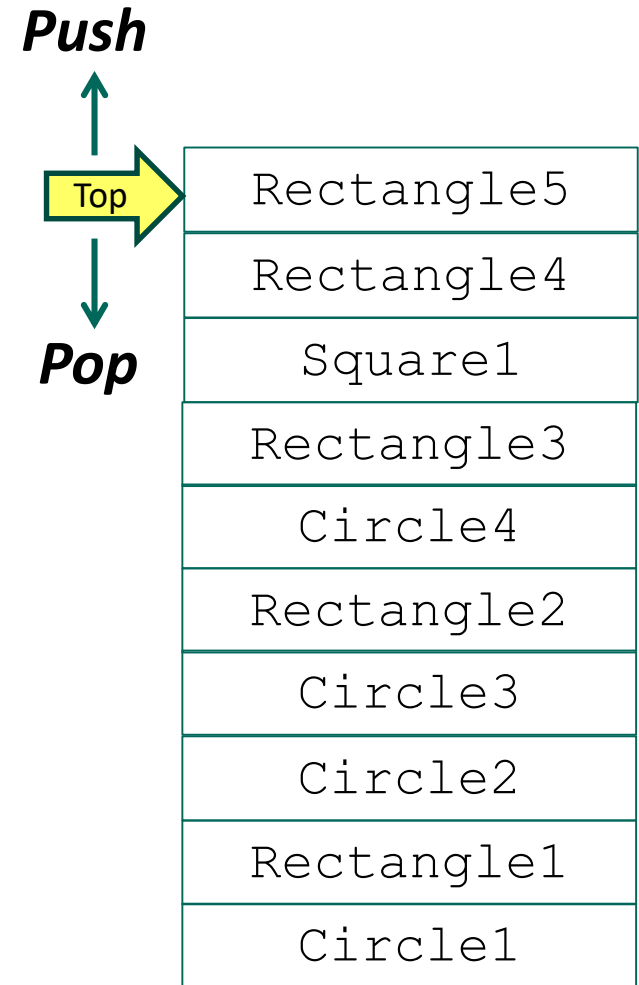 Push
Top
Rectangle5
Rectangle4
Pop
Square1
Rectangle3
Circle4
Rectangle2
Circle3
Circle2
Rectangle1
Circle1